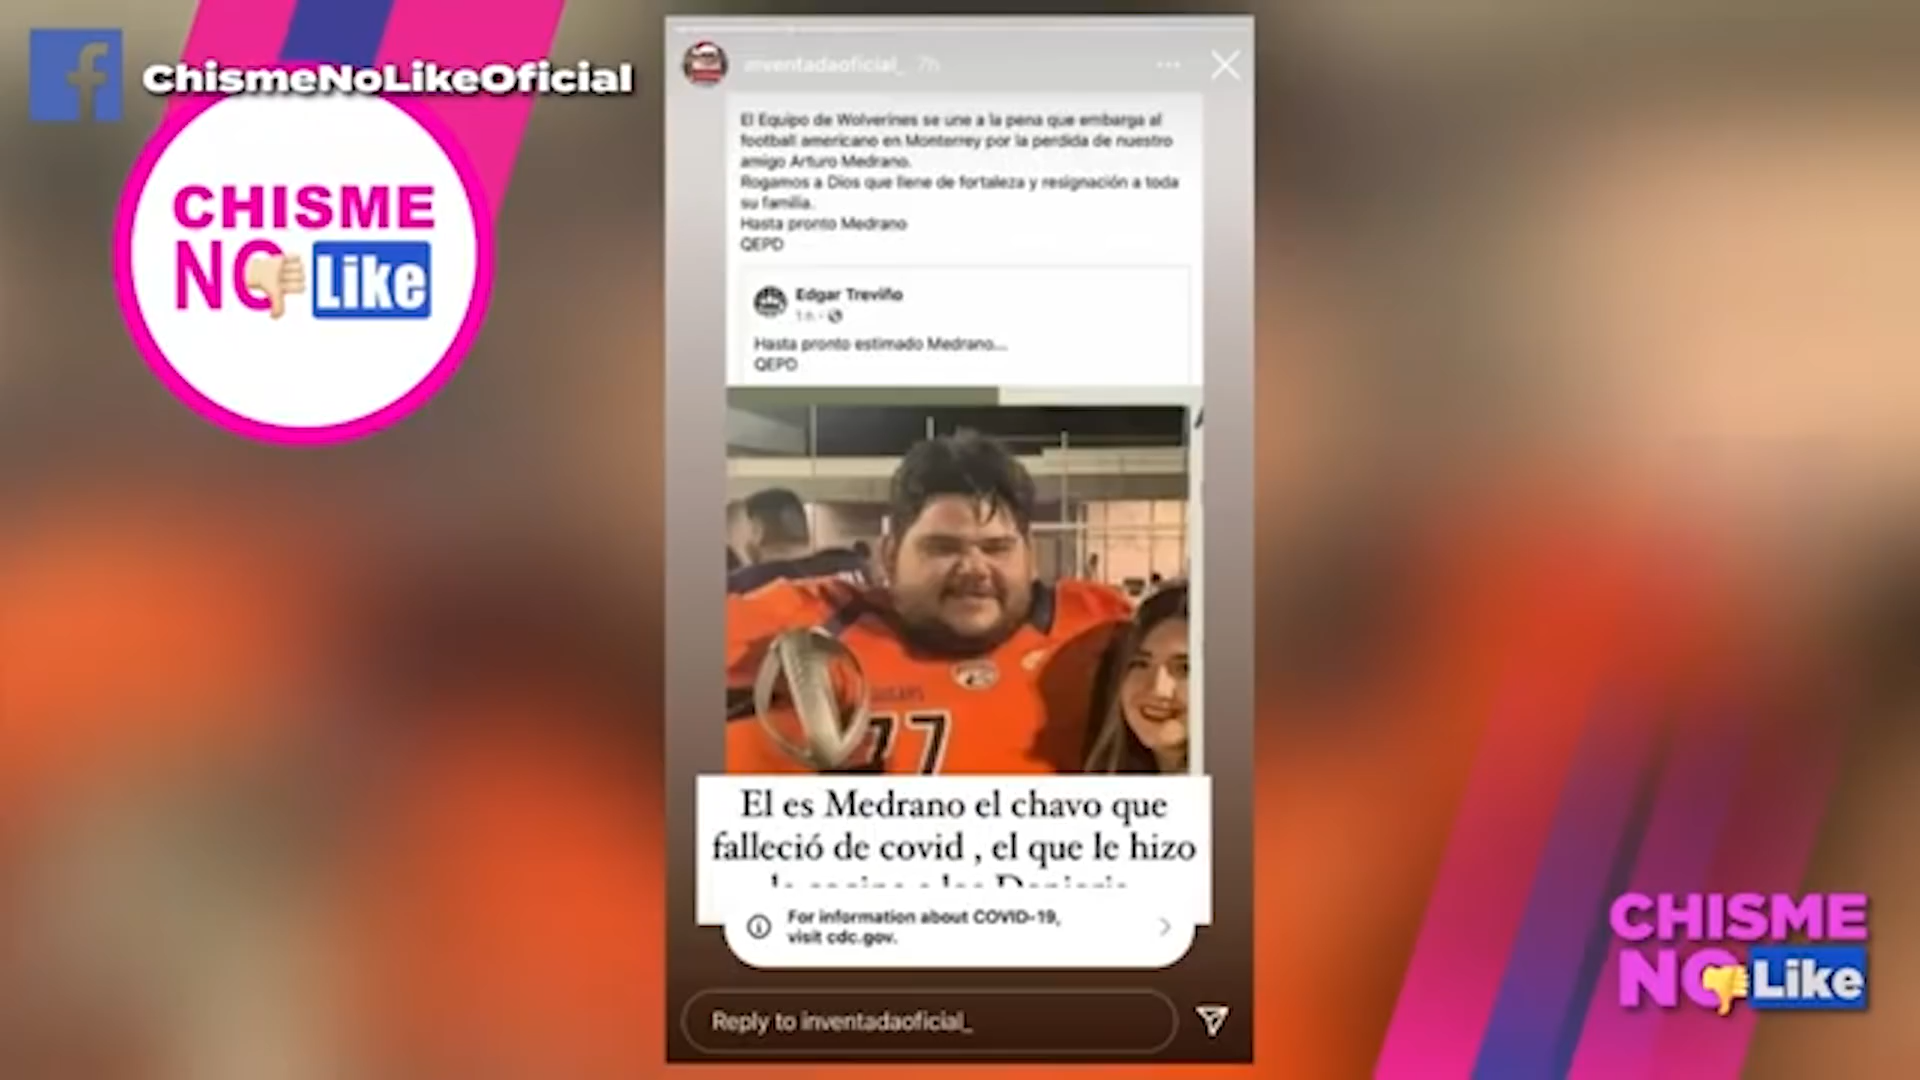 ChismeNoLikeOficial
CHISME
NO
Like
inventadaoficial_ 7h
El Equipo de Wolverines se une a la pena que embarga al
football americano en Monterrey por la perdida de nuestro
amigo Arturo Medrano.
Rogamos a Dios que llene de fortaleza y resignación a toda
su familia.
Hasta pronto Medrano
QEPD
Edgar Treviño
Hasta pronto estimado Medrano...
QEPD
77
El es Medrano el chavo que
falleció de covid , el que le hizo
For information about COVID-19,
visit cdc.gov.
Reply to inventadaoficial_
CHISME
NO
Like